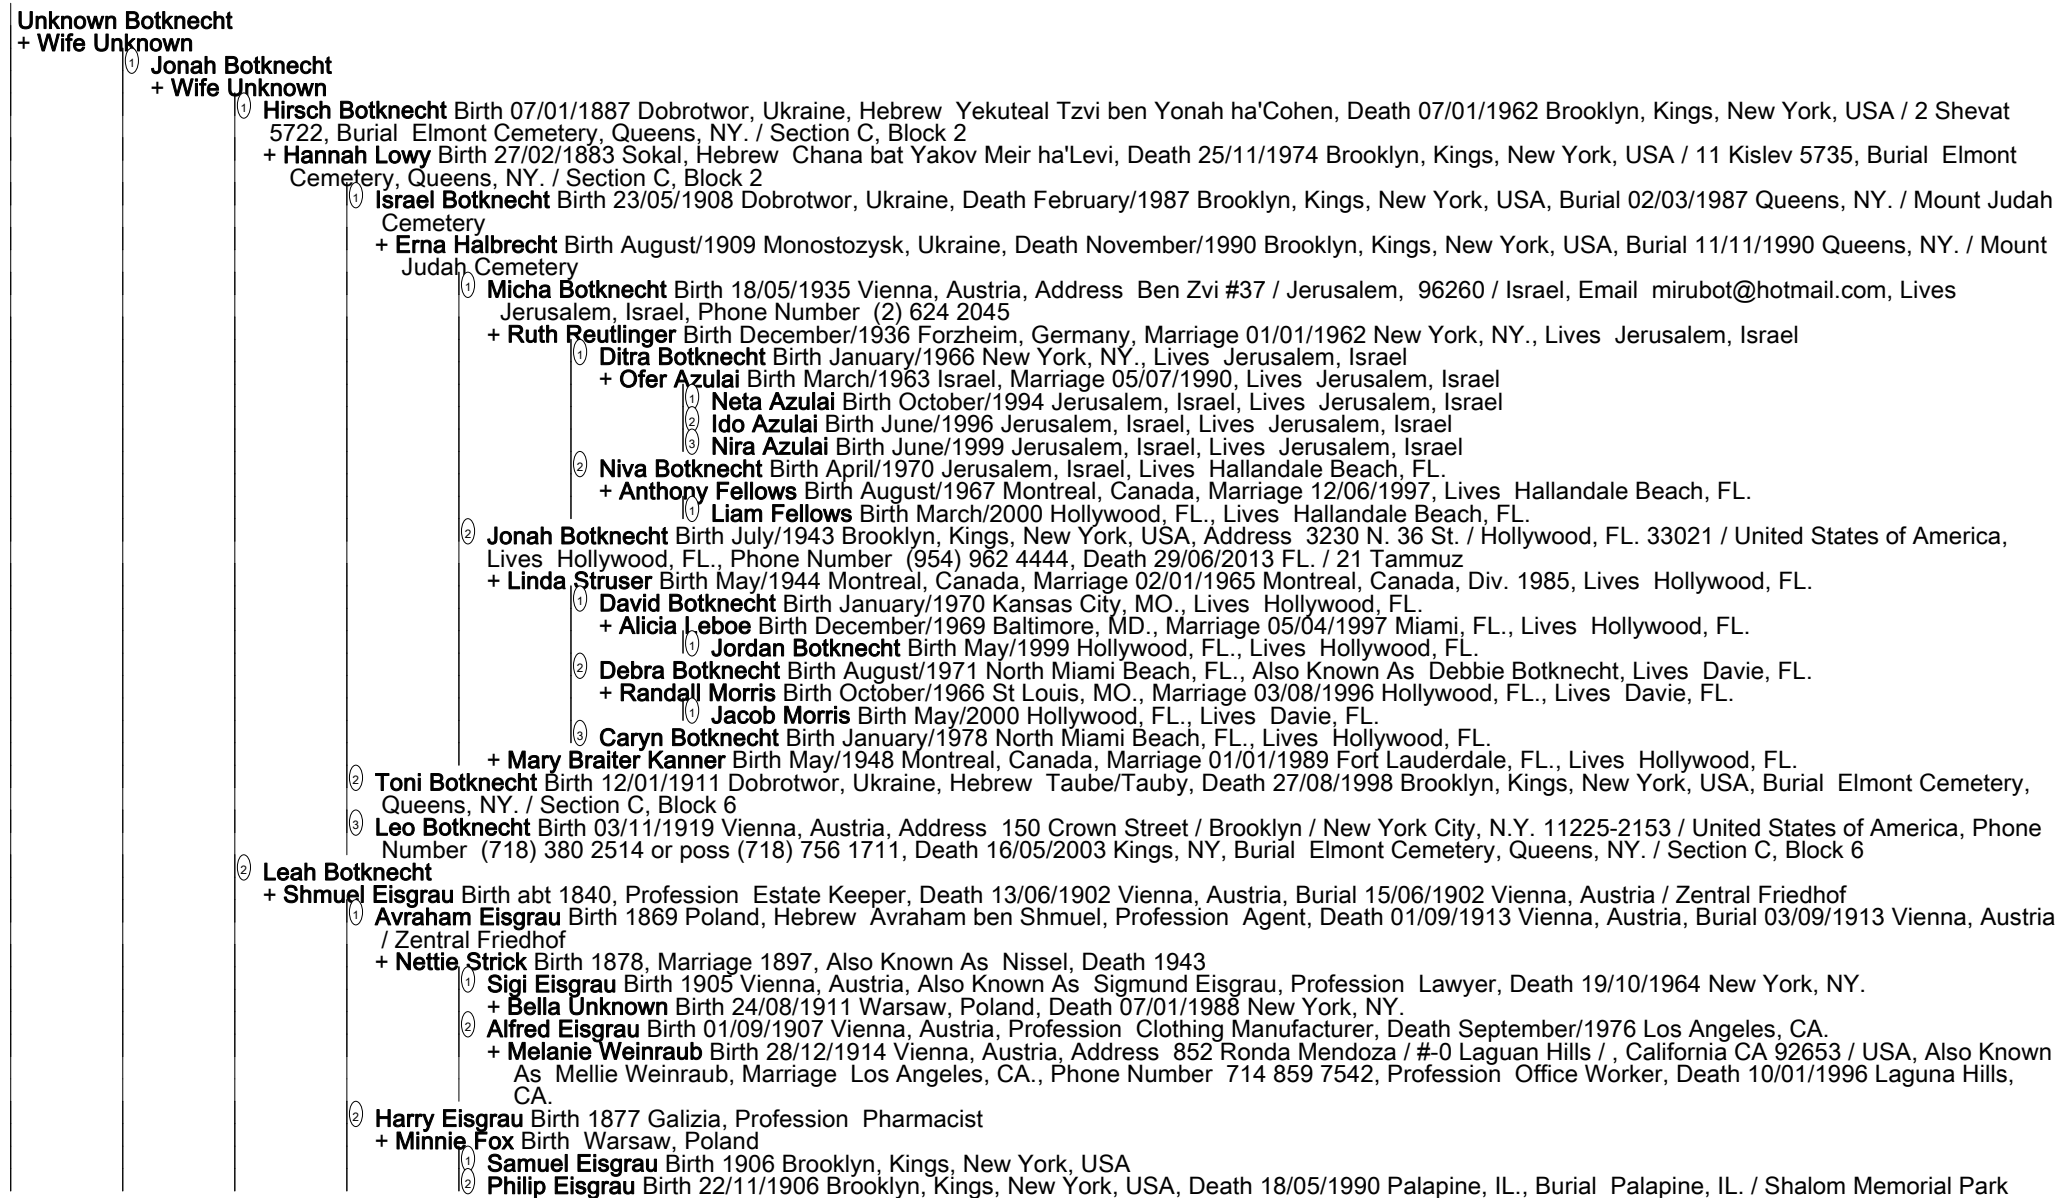 Unknown Botknecht
+ Wife Unknown
1 Jonah Botknecht
+ Wife Unknown
1 Hirsch Botknecht Birth 07/01/1887 Dobrotwor, Ukraine, Hebrew Yekuteal Tzvi ben Yonah ha'Cohen, Death 07/01/1962 Brooklyn, Kings, New York, USA / 2 Shevat
5722, Burial Elmont Cemetery, Queens, NY. / Section C, Block 2
+ Hannah Lowy Birth 27/02/1883 Sokal, Hebrew Chana bat Yakov Meir ha'Levi, Death 25/11/1974 Brooklyn, Kings, New York, USA / 11 Kislev 5735, Burial Elmont
Cemetery, Queens, NY. / Section C, Block 2
1 Israel Botknecht Birth 23/05/1908 Dobrotwor, Ukraine, Death February/1987 Brooklyn, Kings, New York, USA, Burial 02/03/1987 Queens, NY. / Mount Judah
Cemetery
+ Erna Halbrecht Birth August/1909 Monostozysk, Ukraine, Death November/1990 Brooklyn, Kings, New York, USA, Burial 11/11/1990 Queens, NY. / Mount
Judah Cemetery
1 Micha Botknecht Birth 18/05/1935 Vienna, Austria, Address Ben Zvi #37 / Jerusalem, 96260 / Israel, Email mirubot@hotmail.com, Lives
Jerusalem, Israel, Phone Number (2) 624 2045
+ Ruth Reutlinger Birth December/1936 Forzheim, Germany, Marriage 01/01/1962 New York, NY., Lives Jerusalem, Israel
1 Ditra Botknecht Birth January/1966 New York, NY., Lives Jerusalem, Israel
+ Ofer Azulai Birth March/1963 Israel, Marriage 05/07/1990, Lives Jerusalem, Israel
1 Neta Azulai Birth October/1994 Jerusalem, Israel, Lives Jerusalem, Israel
2 Ido Azulai Birth June/1996 Jerusalem, Israel, Lives Jerusalem, Israel
3 Nira Azulai Birth June/1999 Jerusalem, Israel, Lives Jerusalem, Israel
2 Niva Botknecht Birth April/1970 Jerusalem, Israel, Lives Hallandale Beach, FL.
+ Anthony Fellows Birth August/1967 Montreal, Canada, Marriage 12/06/1997, Lives Hallandale Beach, FL.
1 Liam Fellows Birth March/2000 Hollywood, FL., Lives Hallandale Beach, FL.
2 Jonah Botknecht Birth July/1943 Brooklyn, Kings, New York, USA, Address 3230 N. 36 St. / Hollywood, FL. 33021 / United States of America,
Lives Hollywood, FL., Phone Number (954) 962 4444, Death 29/06/2013 FL. / 21 Tammuz
+ Linda Struser Birth May/1944 Montreal, Canada, Marriage 02/01/1965 Montreal, Canada, Div. 1985, Lives Hollywood, FL.
1 David Botknecht Birth January/1970 Kansas City, MO., Lives Hollywood, FL.
+ Alicia Leboe Birth December/1969 Baltimore, MD., Marriage 05/04/1997 Miami, FL., Lives Hollywood, FL.
1 Jordan Botknecht Birth May/1999 Hollywood, FL., Lives Hollywood, FL.
2 Debra Botknecht Birth August/1971 North Miami Beach, FL., Also Known As Debbie Botknecht, Lives Davie, FL.
+ Randall Morris Birth October/1966 St Louis, MO., Marriage 03/08/1996 Hollywood, FL., Lives Davie, FL.
1 Jacob Morris Birth May/2000 Hollywood, FL., Lives Davie, FL.
3 Caryn Botknecht Birth January/1978 North Miami Beach, FL., Lives Hollywood, FL.
+ Mary Braiter Kanner Birth May/1948 Montreal, Canada, Marriage 01/01/1989 Fort Lauderdale, FL., Lives Hollywood, FL.
2 Toni Botknecht Birth 12/01/1911 Dobrotwor, Ukraine, Hebrew Taube/Tauby, Death 27/08/1998 Brooklyn, Kings, New York, USA, Burial Elmont Cemetery,
Queens, NY. / Section C, Block 6
3 Leo Botknecht Birth 03/11/1919 Vienna, Austria, Address 150 Crown Street / Brooklyn / New York City, N.Y. 11225-2153 / United States of America, Phone
Number (718) 380 2514 or poss (718) 756 1711, Death 16/05/2003 Kings, NY, Burial Elmont Cemetery, Queens, NY. / Section C, Block 6
2 Leah Botknecht
+ Shmuel Eisgrau Birth abt 1840, Profession Estate Keeper, Death 13/06/1902 Vienna, Austria, Burial 15/06/1902 Vienna, Austria / Zentral Friedhof
1 Avraham Eisgrau Birth 1869 Poland, Hebrew Avraham ben Shmuel, Profession Agent, Death 01/09/1913 Vienna, Austria, Burial 03/09/1913 Vienna, Austria
/ Zentral Friedhof
+ Nettie Strick Birth 1878, Marriage 1897, Also Known As Nissel, Death 1943
1 Sigi Eisgrau Birth 1905 Vienna, Austria, Also Known As Sigmund Eisgrau, Profession Lawyer, Death 19/10/1964 New York, NY.
+ Bella Unknown Birth 24/08/1911 Warsaw, Poland, Death 07/01/1988 New York, NY.
2 Alfred Eisgrau Birth 01/09/1907 Vienna, Austria, Profession Clothing Manufacturer, Death September/1976 Los Angeles, CA.
+ Melanie Weinraub Birth 28/12/1914 Vienna, Austria, Address 852 Ronda Mendoza / #-0 Laguan Hills / , California CA 92653 / USA, Also Known
As Mellie Weinraub, Marriage Los Angeles, CA., Phone Number 714 859 7542, Profession Office Worker, Death 10/01/1996 Laguna Hills,
CA.
2 Harry Eisgrau Birth 1877 Galizia, Profession Pharmacist
+ Minnie Fox Birth Warsaw, Poland
1 Samuel Eisgrau Birth 1906 Brooklyn, Kings, New York, USA
2 Philip Eisgrau Birth 22/11/1906 Brooklyn, Kings, New York, USA, Death 18/05/1990 Palapine, IL., Burial Palapine, IL. / Shalom Memorial Park